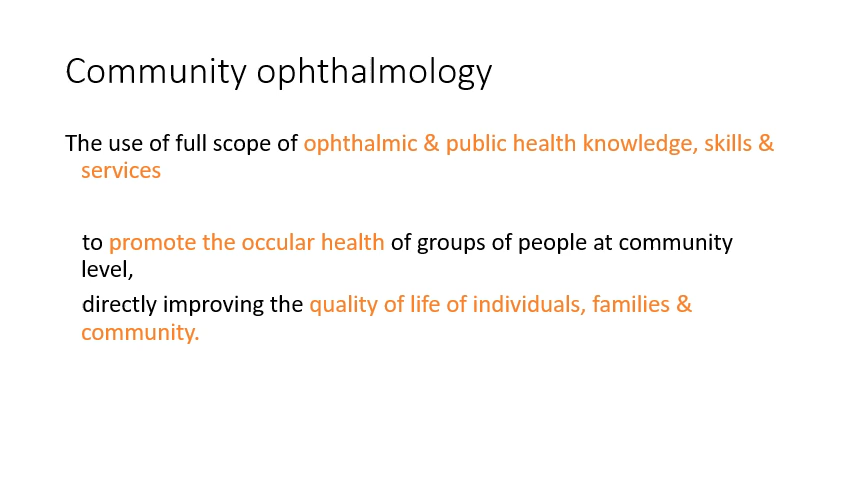 Community ophthalmology
The use of full scope of ophthalmic & public health knowledge, skills &
services
to promote the occular health of groups of people at community
level,
directly improving the quality of life of individuals, families &
community.